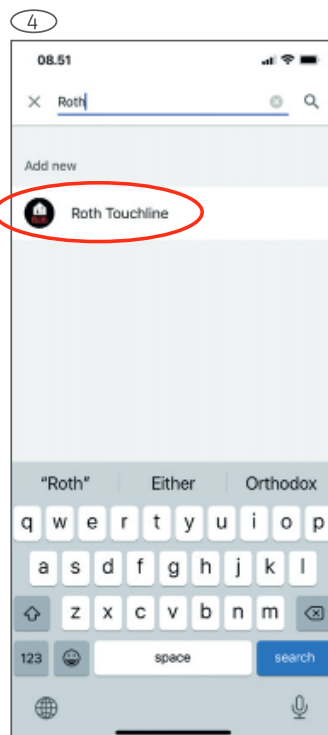 4
08.51
Roth
Add new
Roth Touchline
"Roth" Either Orthodox
q w e r t y u i o p
a s d f g h j k l
z x c v b n m
123 space search